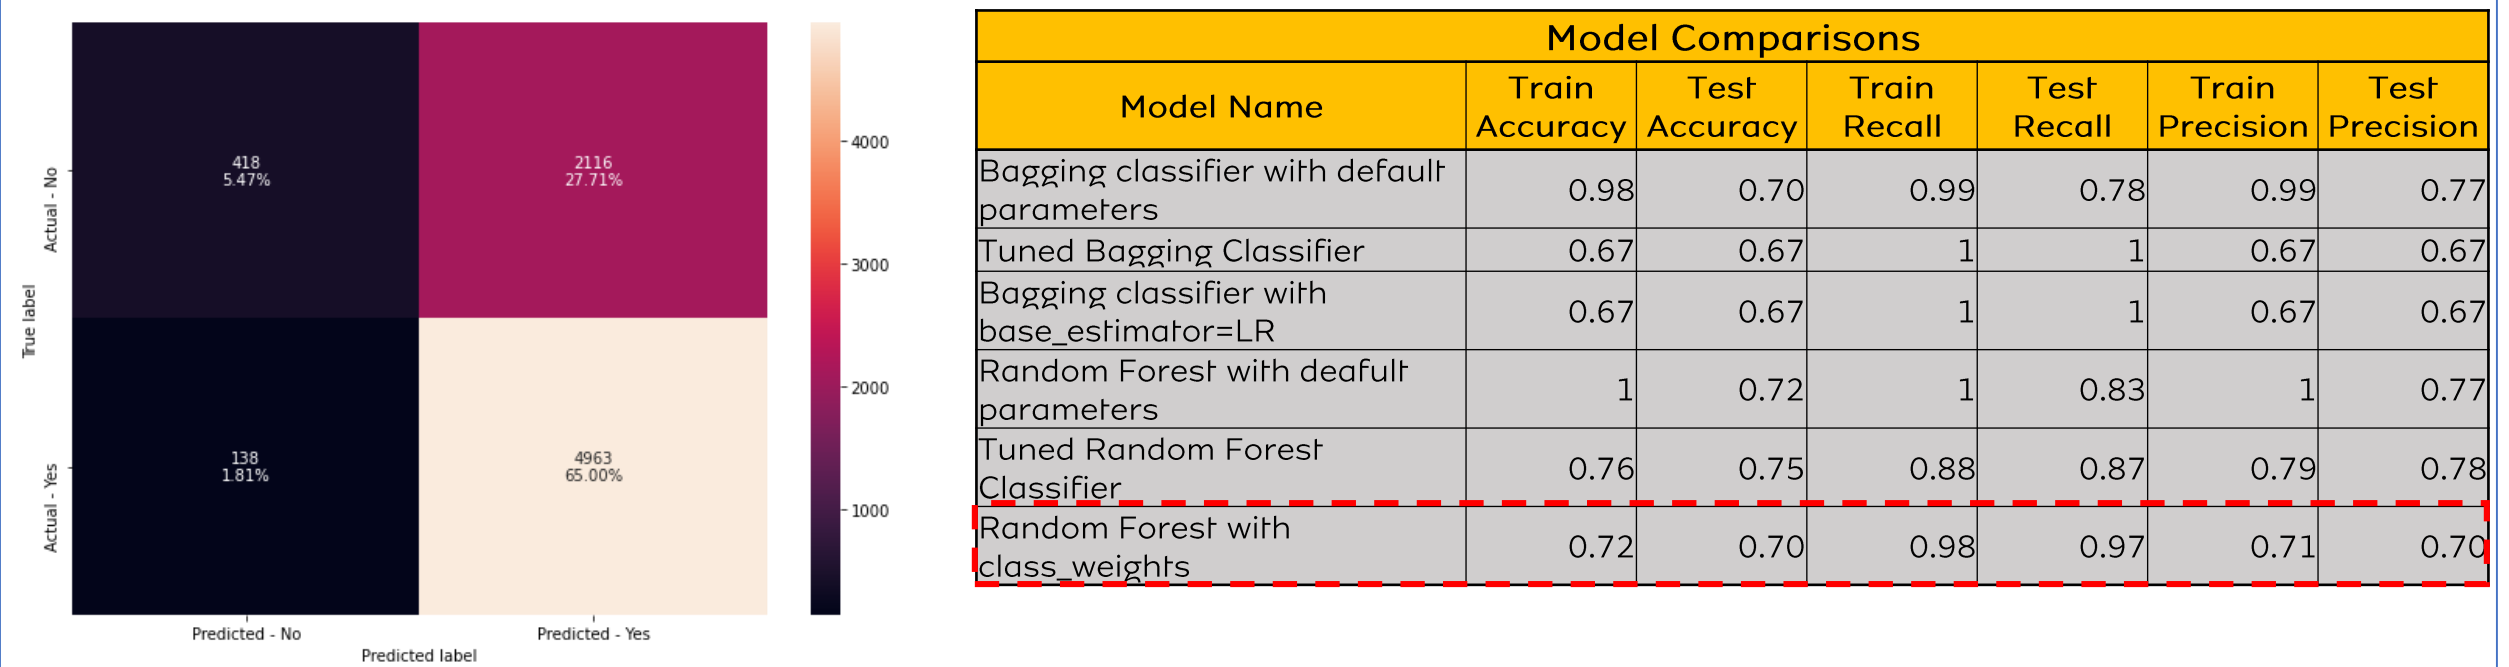 True label
Actual - No
Actual - Yes
418
5.47%
2116
27.71%
138
1.81%
4963
65.00%
Predicted - No
Predicted - Yes
Predicted label
4000
3000
2000
1000
Model Comparisons
Model Name
Train
Accuracy
Test
Accuracy
Train
Recall
Test
Recall
Train
Precision
Test
Precision
Bagging classifier with default
parameters
0.98 0.70 0.99 0.78 0.99 0.77
Tuned Bagging Classifier 0.67 0.67 1 1 0.67 0.67
Bagging classifier with
base_estimator=LR
0.67 0.67 1 1 0.67 0.67
Random Forest with deafult
parameters
1 0.72 1 0.83 1 0.77
Tuned Random Forest
Classifier
0.76 0.75 0.88 0.87 0.79 0.78
Random Forest with
class_weights
0.72 0.70 0.98 0.97 0.71 0.70